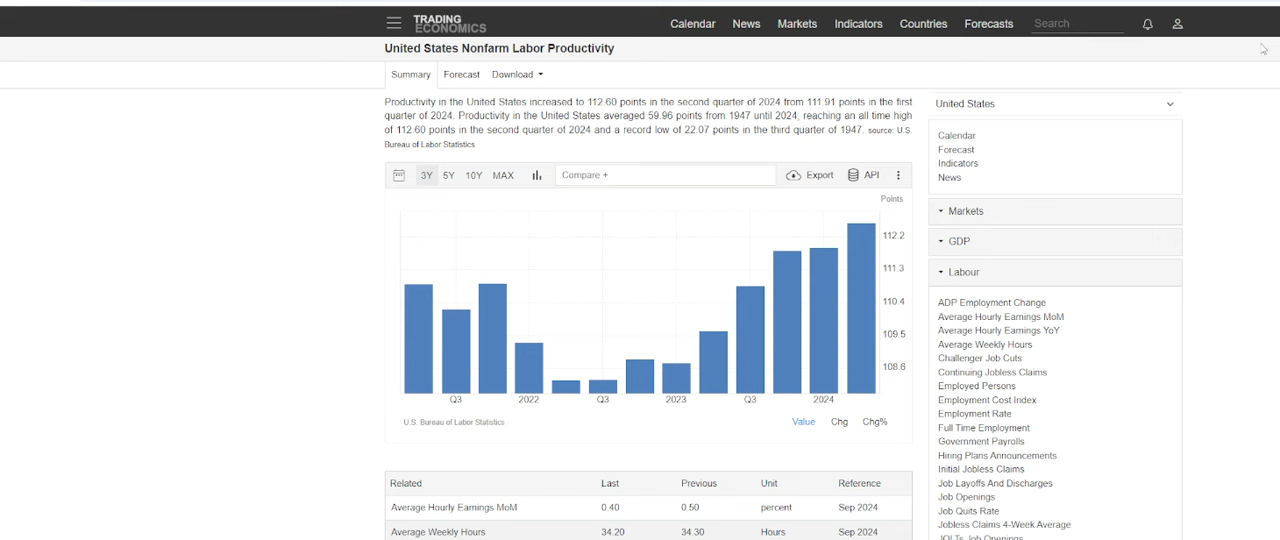 TRADING
ECONOMICS
Calendar News Markets Indicators Countries Forecasts Search
United States Nonfarm Labor Productivity
Summary Forecast Download
Productivity in the United States increased to 112.60 points in the second quarter of 2024 from 111.91 points in the first
quarter of 2024. Productivity in the United States averaged 59.96 points from 1947 until 2024, reaching an all time high
of 112.60 points in the second quarter of 2024 and a record low of 22.07 points in the third quarter of 1947. source: U.S.
Bureau of Labor Statistics
3Y 5Y 10Y MAX Compare + Export API
Points
112.2
111.3
110.4
109.5
108.6
Q3 2022 Q3 2023 Q3 2024
U.S. Bureau of Labor Statistics Value Chg Chg%
Related Last Previous Unit Reference
Average Hourly Earnings MoM 0.40 0.50 percent Sep 2024
Average Weekly Hours 34.20 34.30 Hours Sep 2024
United States
Calendar
Forecast
Indicators
News
Markets
GDP
Labour
ADP Employment Change
Average Hourly Earnings MoM
Average Hourly Earnings YoY
Average Weekly Hours
Challenger Job Cuts
Continuing Jobless Claims
Employed Persons
Employment Cost Index
Employment Rate
Full Time Employment
Government Payrolls
Hiring Plans Announcements
Initial Jobless Claims
Job Layoffs And Discharges
Job Openings
Job Quits Rate
Jobless Claims 4-Week Average
JOLTs Job Openings